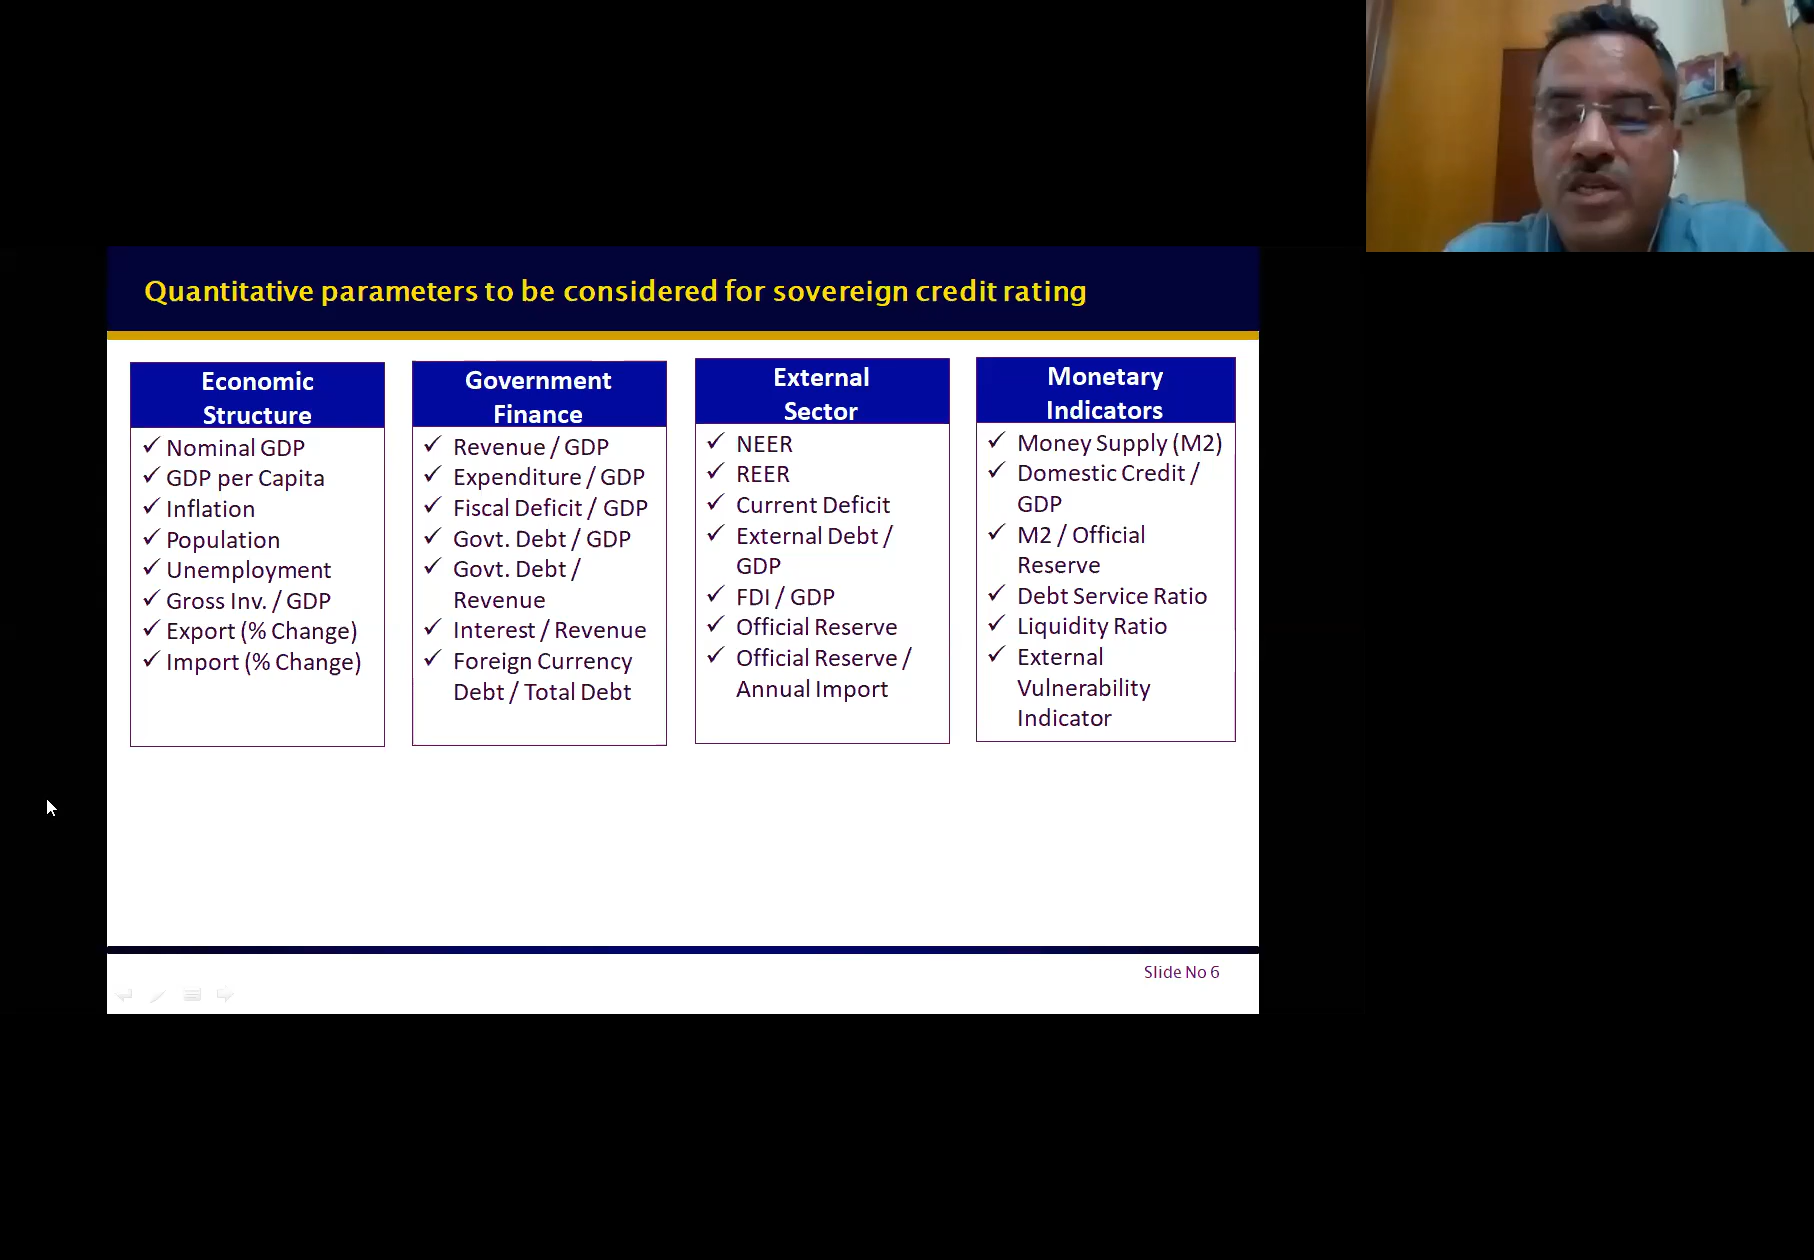 Quantitative parameters to be considered for sovereign credit rating
Economic
Structure
✓ Nominal GDP
✓ GDP per Capita
✓ Inflation
✓ Population
✓ Unemployment
✓ Gross Inv. / GDP
✓ Export (% Change)
✓ Import (% Change)
Government
Finance
✓ Revenue / GDP
✓ Expenditure / GDP
✓ Fiscal Deficit / GDP
✓ Govt. Debt / GDP
✓ Govt. Debt /
Revenue
✓ Interest / Revenue
✓ Foreign Currency
Debt / Total Debt
External
Sector
✓ NEER
✓ REER
✓ Current Deficit
✓ External Debt /
GDP
✓ FDI / GDP
✓ Official Reserve
✓ Official Reserve /
Annual Import
Monetary
Indicators
✓ Money Supply (M2)
✓ Domestic Credit /
GDP
✓ M2 / Official
Reserve
✓ Debt Service Ratio
✓ Liquidity Ratio
✓ External
Vulnerability
Indicator
Slide No 6